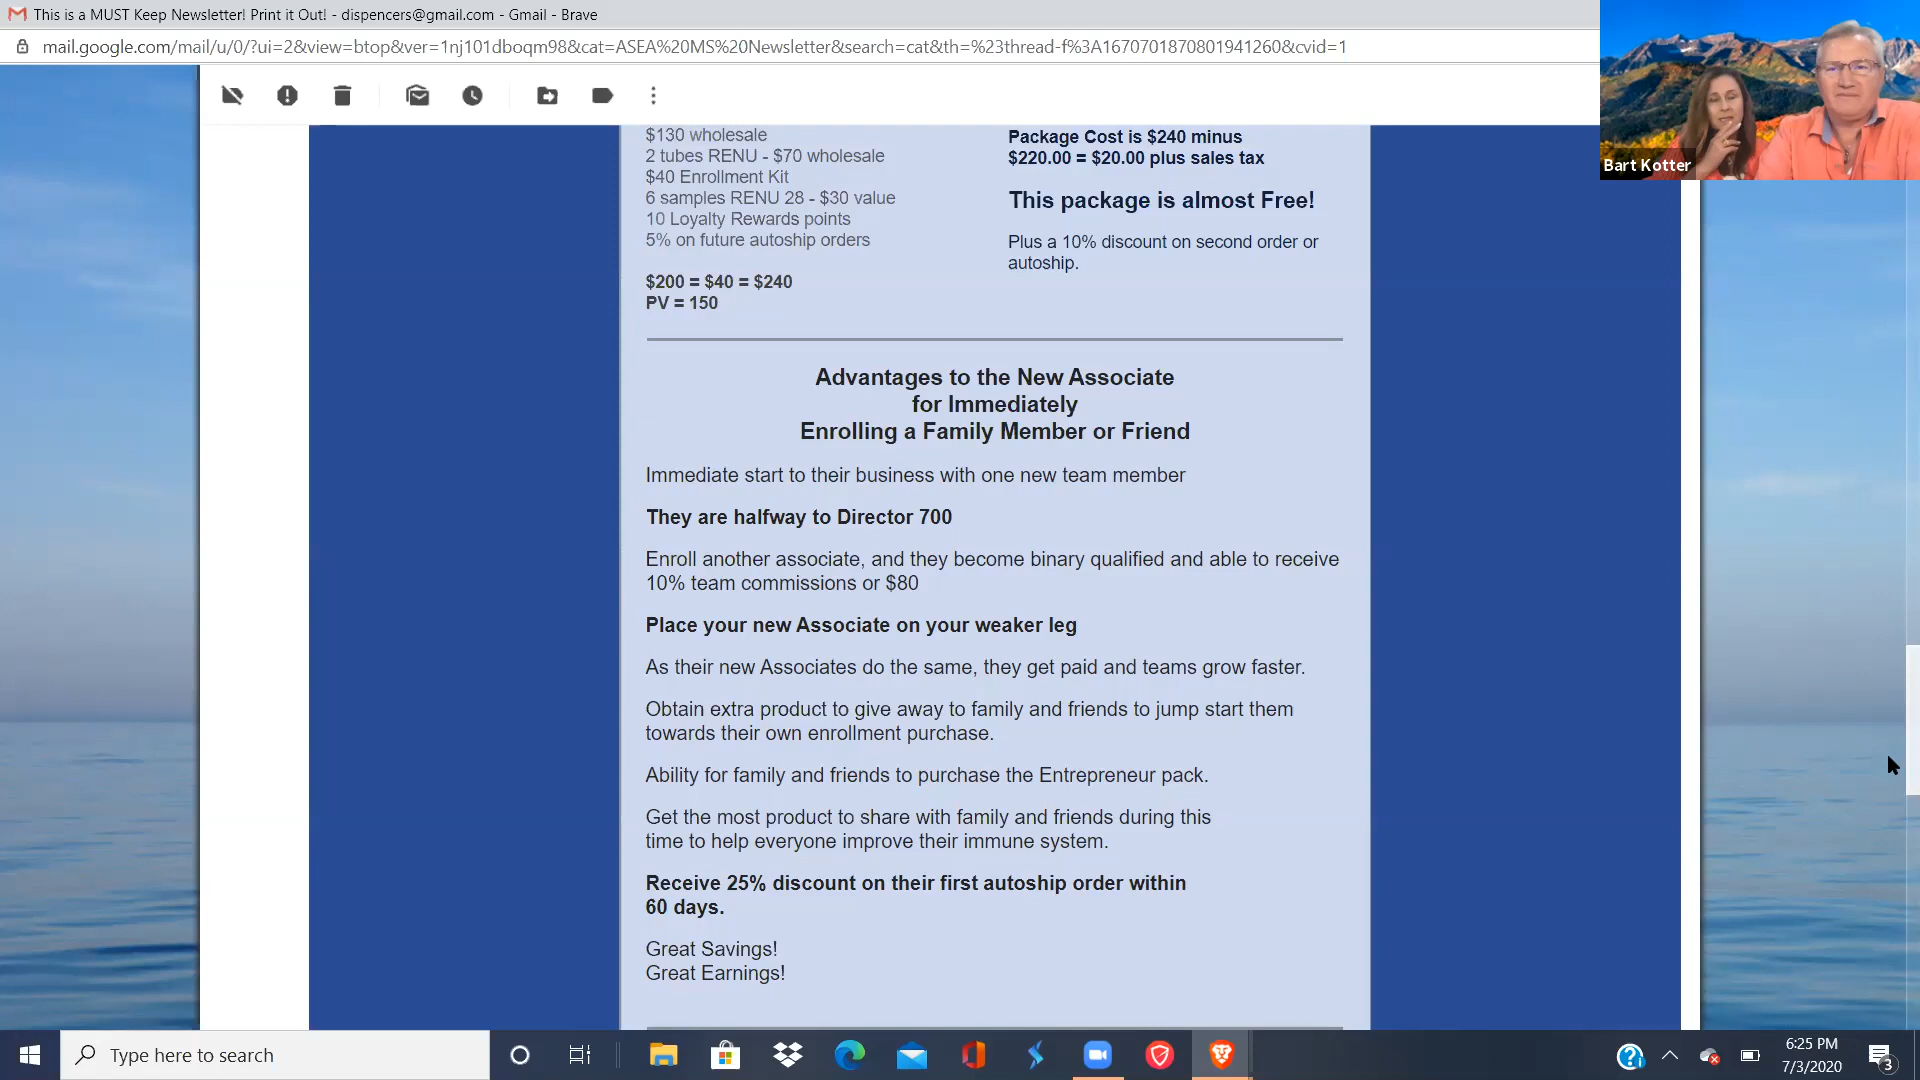 This is a MUST Keep Newsletter! Print it Out! - dispencers@gmail.com - Gmail - Brave
mail.google.com/mail/u/0/?ui=2&view=btop&ver=1nj101dboqm98&cat=ASEA%20MS%20Newsletter&search=cat&th=%23thread-f%3A1670701870801941260&cvid=1
Bart Kotter
$130 wholesale
2 tubes RENU - $70 wholesale
$40 Enrollment Kit
6 samples RENU 28 - $30 value
10 Loyalty Rewards points
5% on future autoship orders
$200 = $40 = $240
PV = 150
Package Cost is $240 minus
$220.00 = $20.00 plus sales tax
This package is almost Free!
Plus a 10% discount on second order or
autoship.
Advantages to the New Associate
for Immediately
Enrolling a Family Member or Friend
Immediate start to their business with one new team member
They are halfway to Director 700
Enroll another associate, and they become binary qualified and able to receive
10% team commissions or $80
Place your new Associate on your weaker leg
As their new Associates do the same, they get paid and teams grow faster.
Obtain extra product to give away to family and friends to jump start them
towards their own enrollment purchase.
Ability for family and friends to purchase the Entrepreneur pack.
Get the most product to share with family and friends during this
time to help everyone improve their immune system.
Receive 25% discount on their first autoship order within
60 days.
Great Savings!
Great Earnings!
Type here to search
6:25 PM
7/3/2020
3